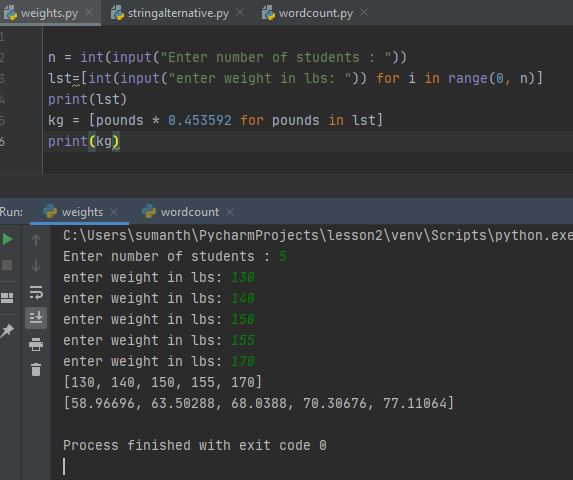 weights.py × stringalternative.py × wordcount.py ×
1
2 n = int(input("Enter number of students : "))
3 lst=[int(input("enter weight in lbs: ")) for i in range(0, n)]
4 print(lst)
5 kg = [pounds * 0.453592 for pounds in lst]
6 print(kg)
Run: weights × wordcount ×
C:\Users\sumanth\PycharmProjects\lesson2\venv\Scripts\python.exe
Enter number of students : 5
enter weight in lbs: 130
enter weight in lbs: 140
enter weight in lbs: 150
enter weight in lbs: 155
enter weight in lbs: 170
[130, 140, 150, 155, 170]
[58.96696, 63.50288, 68.0388, 70.30676, 77.11064]
Process finished with exit code 0